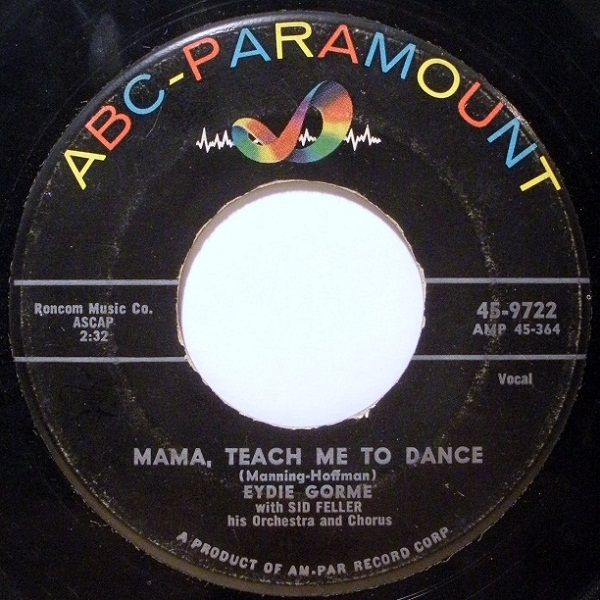 ABC-PARAMOUNT
Roncom Music Co.
ASCAP
2:32
45-9722
AMP 45-364
Vocal
MAMA, TEACH ME TO DANCE
(Manning-Hoffman)
EYDIE GORME
with SID FELLER
his Orchestra and Chorus
A PRODUCT OF AM-PAR RECORD CORP.